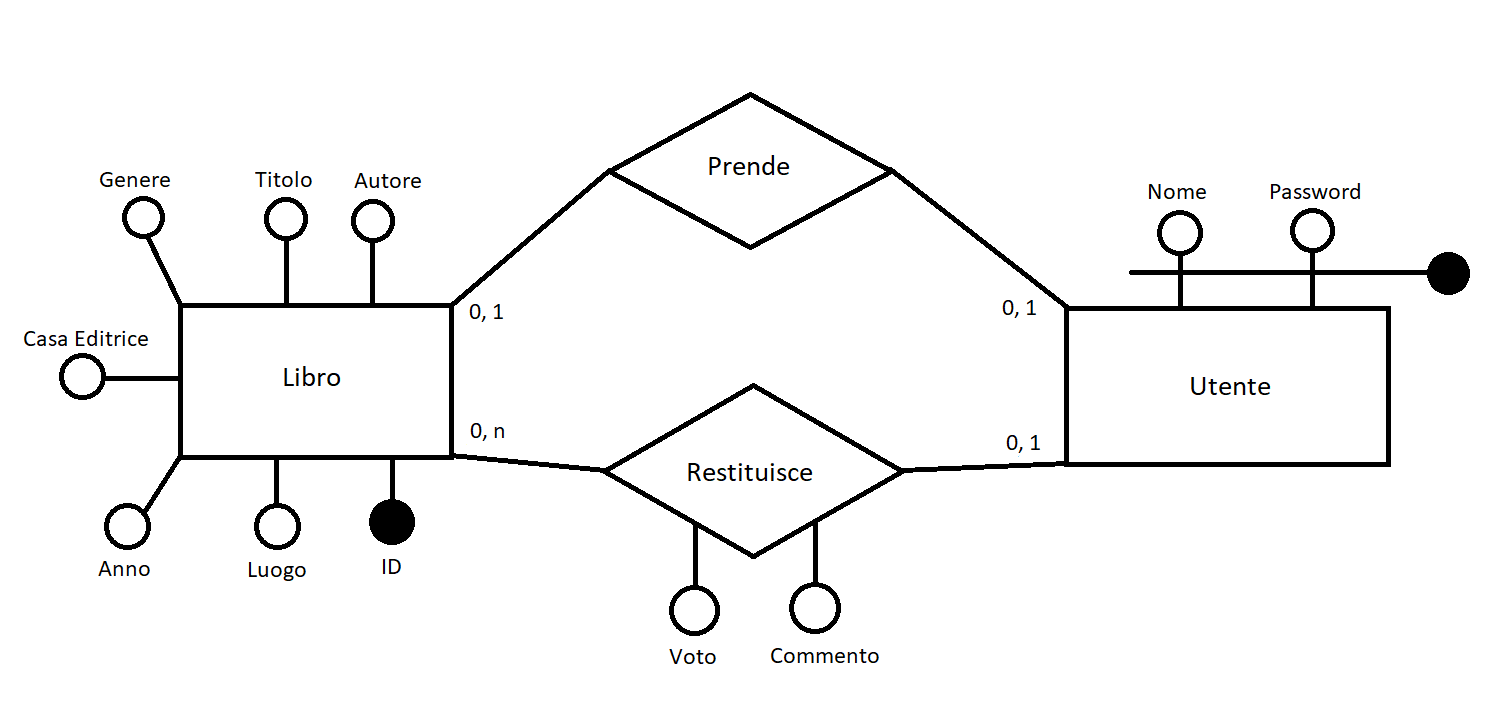 Prende
Genere
Titolo
Autore
Nome
Password
0, 1
0, 1
Casa Editrice
Libro
Utente
0, n
0, 1
Restituisce
Anno
Luogo
ID
Voto
Commento